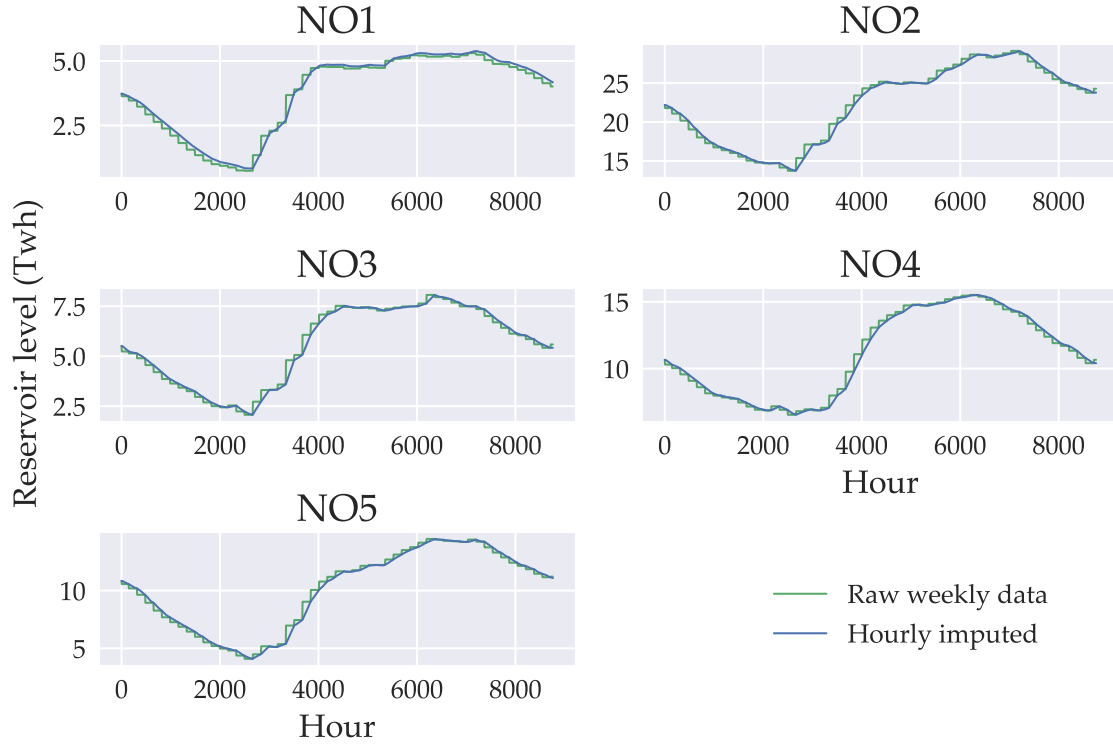 NO1
NO2
5.0
2.5
0 2000 4000 6000 8000
25
20
15
0 2000 4000 6000 8000
Reservoir level (Twh)
NO3
NO4
7.5
5.0
2.5
0 2000 4000 6000 8000
15
10
0 2000 4000 6000 8000
Hour
NO5
10
5
0 2000 4000 6000 8000
Hour
Raw weekly data
Hourly imputed